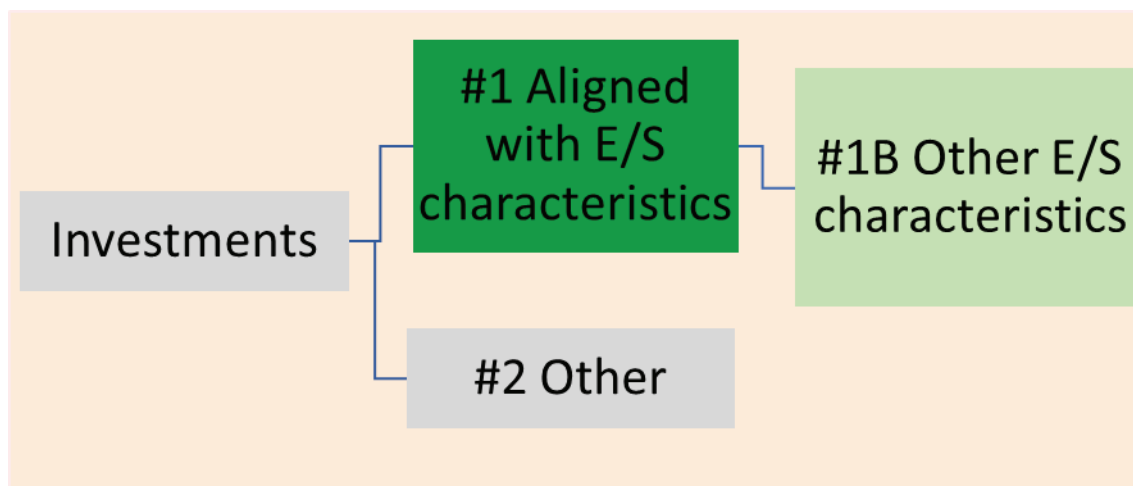 #1 Aligned
with E/S
characteristics
#1B Other E/S
characteristics
Investments
#2 Other